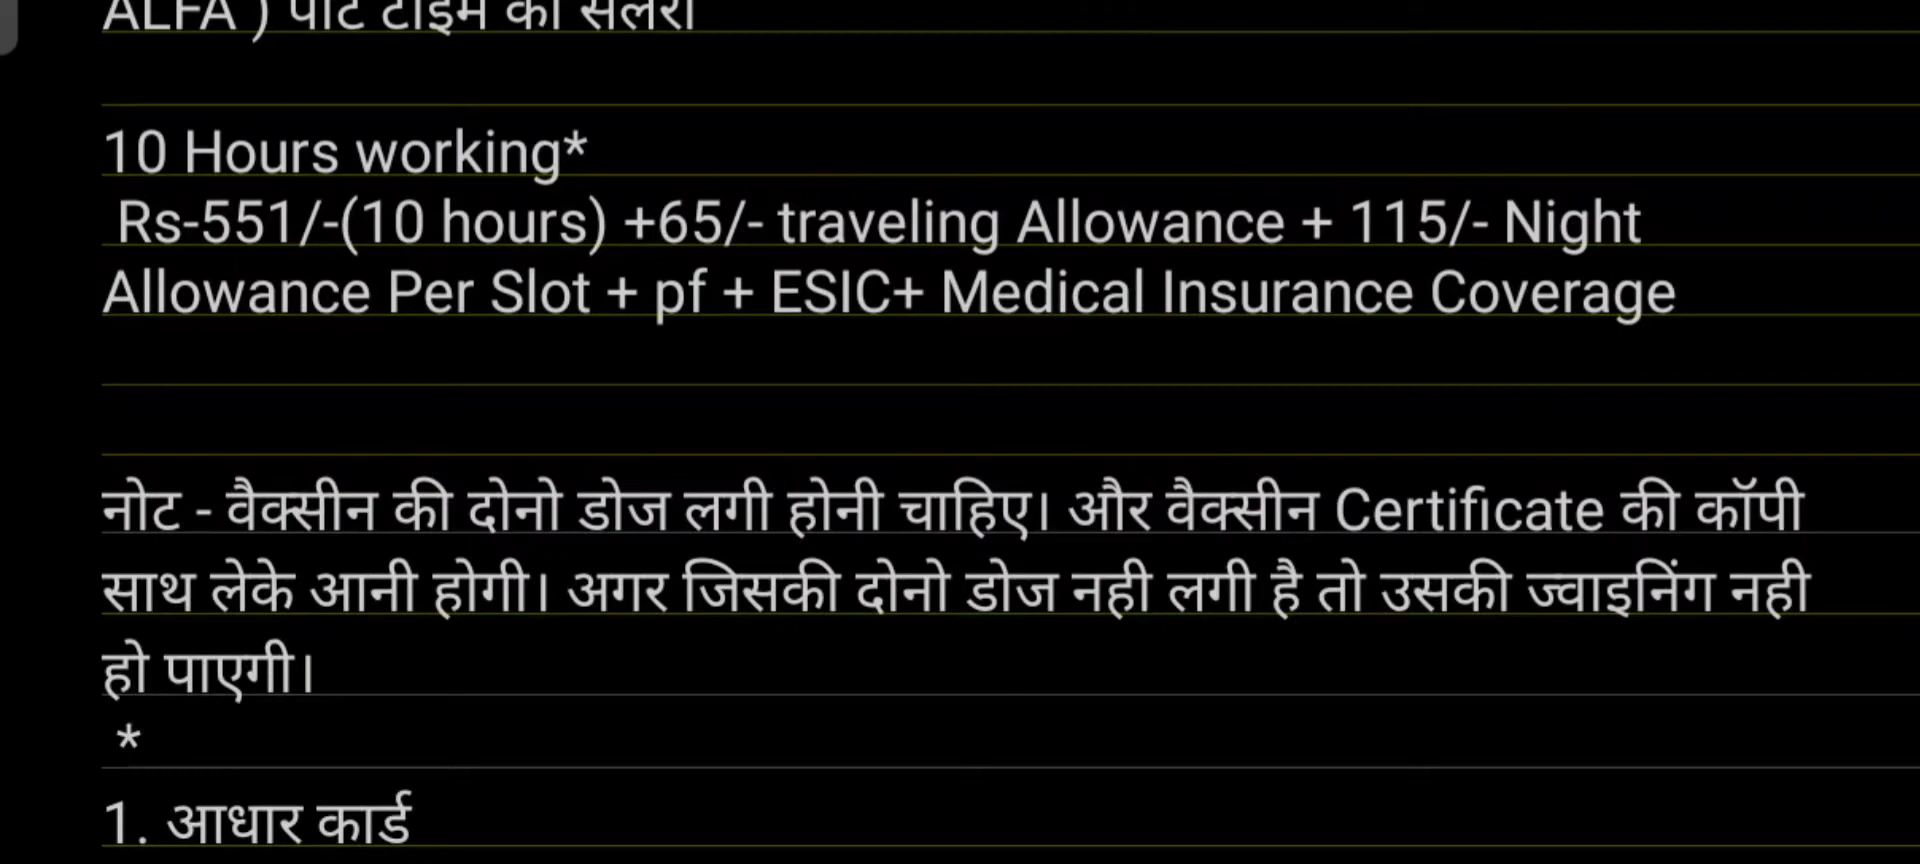 ALFA ) पार्ट टाइम की सैलरी
10 Hours working*
Rs-551/-(10 hours) +65/- traveling Allowance + 115/- Night
Allowance Per Slot + pf + ESIC+ Medical Insurance Coverage
नोट - वैक्सीन की दोनो डोज लगी होनी चाहिए। और वैक्सीन Certificate की कॉपी
साथ लेके आनी होगी। अगर जिसकी दोनो डोज नही लगी है तो उसकी ज्वाइनिंग नही
हो पाएगी।
*
1. आधार कार्ड